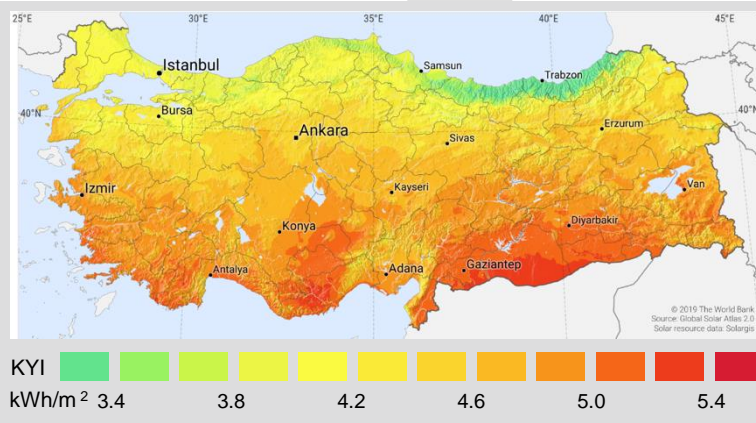 25°E 30°E 35°E 40°E 45°E
Istanbul
Samsun
Trabzon
Bursa
40°N
40°N
Ankara
Sivas
Erzurum
Izmir
Kayseri
Van
Konya
Diyarbakir
Antalya
Adana
Gaziantep
© 2019 The World Bank
Source: Global Solar Atlas 2.0
Solar resource data: Solargis
KYI
kWh/m² 3.4 3.8 4.2 4.6 5.0 5.4